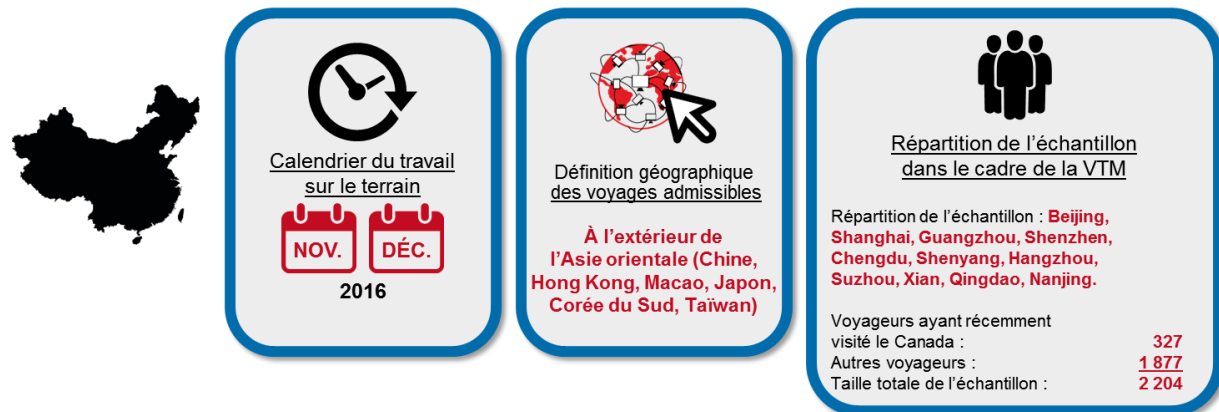 Calendrier du travail
sur le terrain
NOV. DÉC.
2016
Définition géographique
des voyages admissibles
À l’extérieur de
l’Asie orientale (Chine,
Hong Kong, Macao, Japon,
Corée du Sud, Taïwan)
Répartition de l’échantillon
dans le cadre de la VTM
Répartition de l’échantillon : Beijing,
Shanghai, Guangzhou, Shenzhen,
Chengdu, Shenyang, Hangzhou,
Suzhou, Xian, Qingdao, Nanjing.
Voyageurs ayant récemment
visité le Canada : 327
Autres voyageurs : 1 877
Taille totale de l’échantillon : 2 204